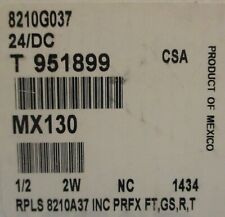 8210G037
24/DC
T 951899
CSA
MX130
1/2 2W NC 1434
RPLS 8210A37 INC PRFX FT,GS,R,T
PRODUCT OF MEXICO